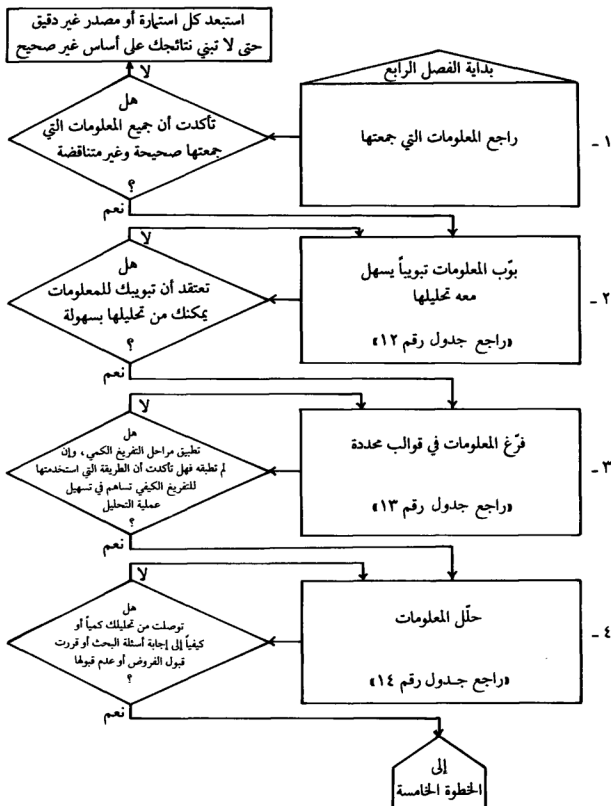 استبعد كل استمارة أو مصدر غير دقيق
حتى لا تبني نتائجك على أساس غير صحيح
بداية الفصل الرابع
١ -
راجع المعلومات التي جمعتها
لا
هل
تأكدت أن جميع المعلومات التي
جمعتها صحيحة وغير متناقضة
؟
نعم
٢ -
بوّب المعلومات تبويباً يسهل
معه تحليلها
«راجع جدول رقم ١٢»
لا
هل
تعتقد أن تبويبك للمعلومات
يمكنك من تحليلها بسهولة
؟
نعم
٣ -
فرّغ المعلومات في قوالب محددة
«راجع جدول رقم ١٣»
لا
هل
تطبيق مراحل التفريغ الكمي، وإن
لم تطبقه فهل تأكدت أن الطريقة التي استخدمتها
للتفريغ الكيفي تساهم في تسهيل
عملية التحليل
؟
نعم
٤ -
حلّل المعلومات
«راجع جـدول رقم ١٤»
لا
هل
توصلت من تحليلك كمياً أو
كيفياً إلى إجابة أسئلة البحث أو قررت
قبول الفروض أو عدم قبولها
؟
نعم
إلى
الخطوة الخامسة